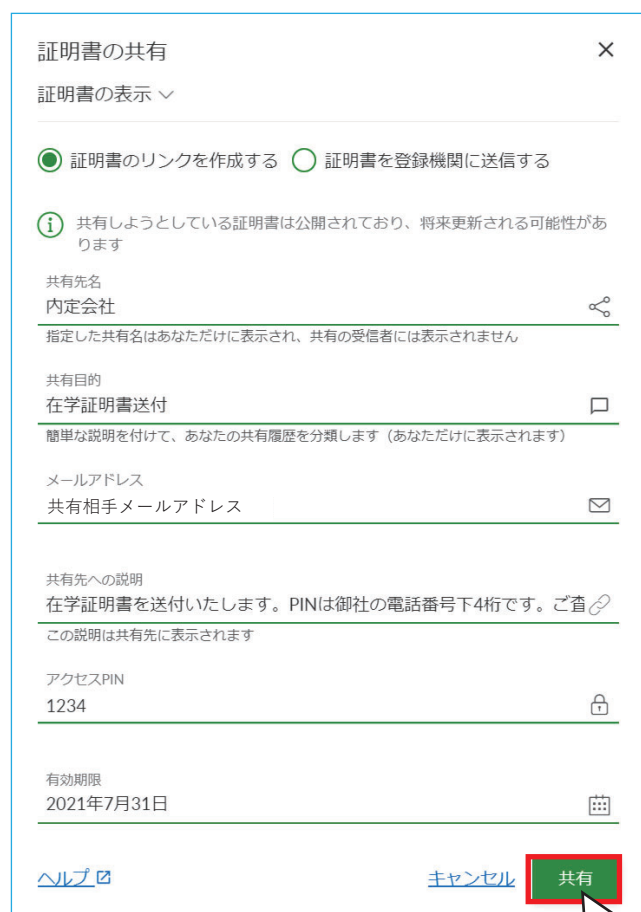 証明書の共有
証明書の表示
証明書のリンクを作成する 証明書を登録機関に送信する
共有しようとしている証明書は公開されており、将来更新される可能性があ
ります
共有先名
内定会社
指定した共有名はあなただけに表示され、共有の受信者には表示されません
共有目的
在学証明書送付
簡単な説明を付けて、あなたの共有履歴を分類します（あなただけに表示されます）
メールアドレス
共有相手メールアドレス
共有先への説明
在学証明書を送付いたします。PINは御社の電話番号下4桁です。ご査
この説明は共有先に表示されます
アクセスPIN
1234
有効期限
2021年7月31日
ヘルプ キャンセル 共有